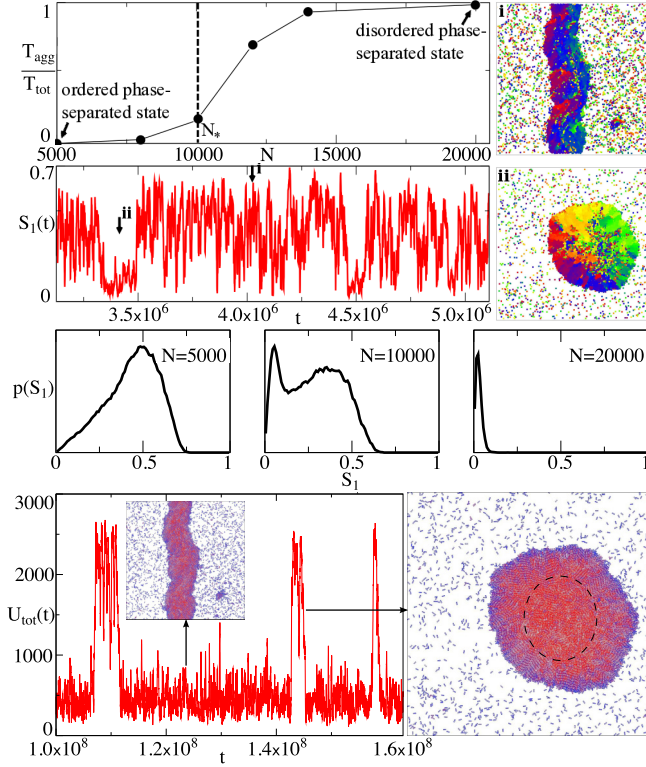 1
T_agg
T_tot
0
ordered phase-
separated state
disordered phase-
separated state
N_*
5000 10000 15000 20000
N
i
0.7
S_1(t)
0
ii
i
3.5x10^6 4.0x10^6 4.5x10^6 5.0x10^6
t
ii
p(S_1)
N=5000
N=10000
N=20000
0 0.5 1
0 0.5 1
0 0.5 1
S_1
3000
2000
U_tot(t)
1000
0
1.0x10^8 1.2x10^8 1.4x10^8 1.6x10^8
t